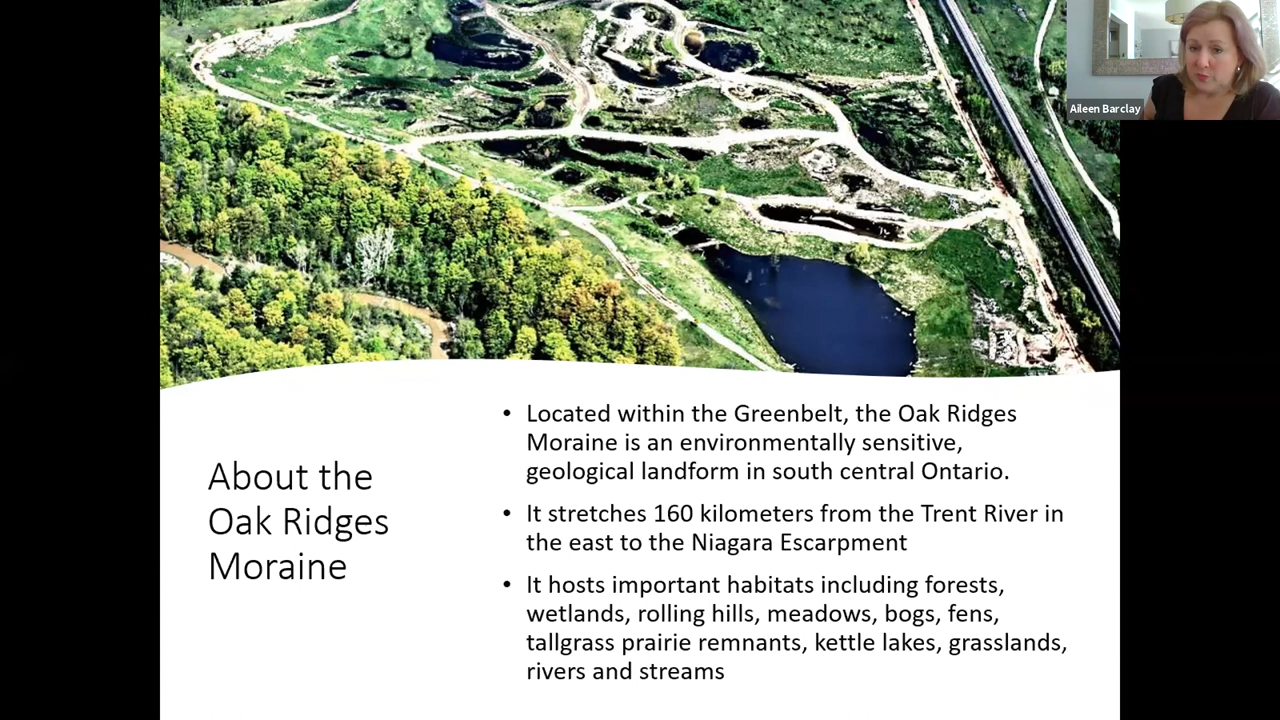 Aileen Barclay
About the
Oak Ridges
Moraine
• Located within the Greenbelt, the Oak Ridges
Moraine is an environmentally sensitive,
geological landform in south central Ontario.
• It stretches 160 kilometers from the Trent River in
the east to the Niagara Escarpment
• It hosts important habitats including forests,
wetlands, rolling hills, meadows, bogs, fens,
tallgrass prairie remnants, kettle lakes, grasslands,
rivers and streams